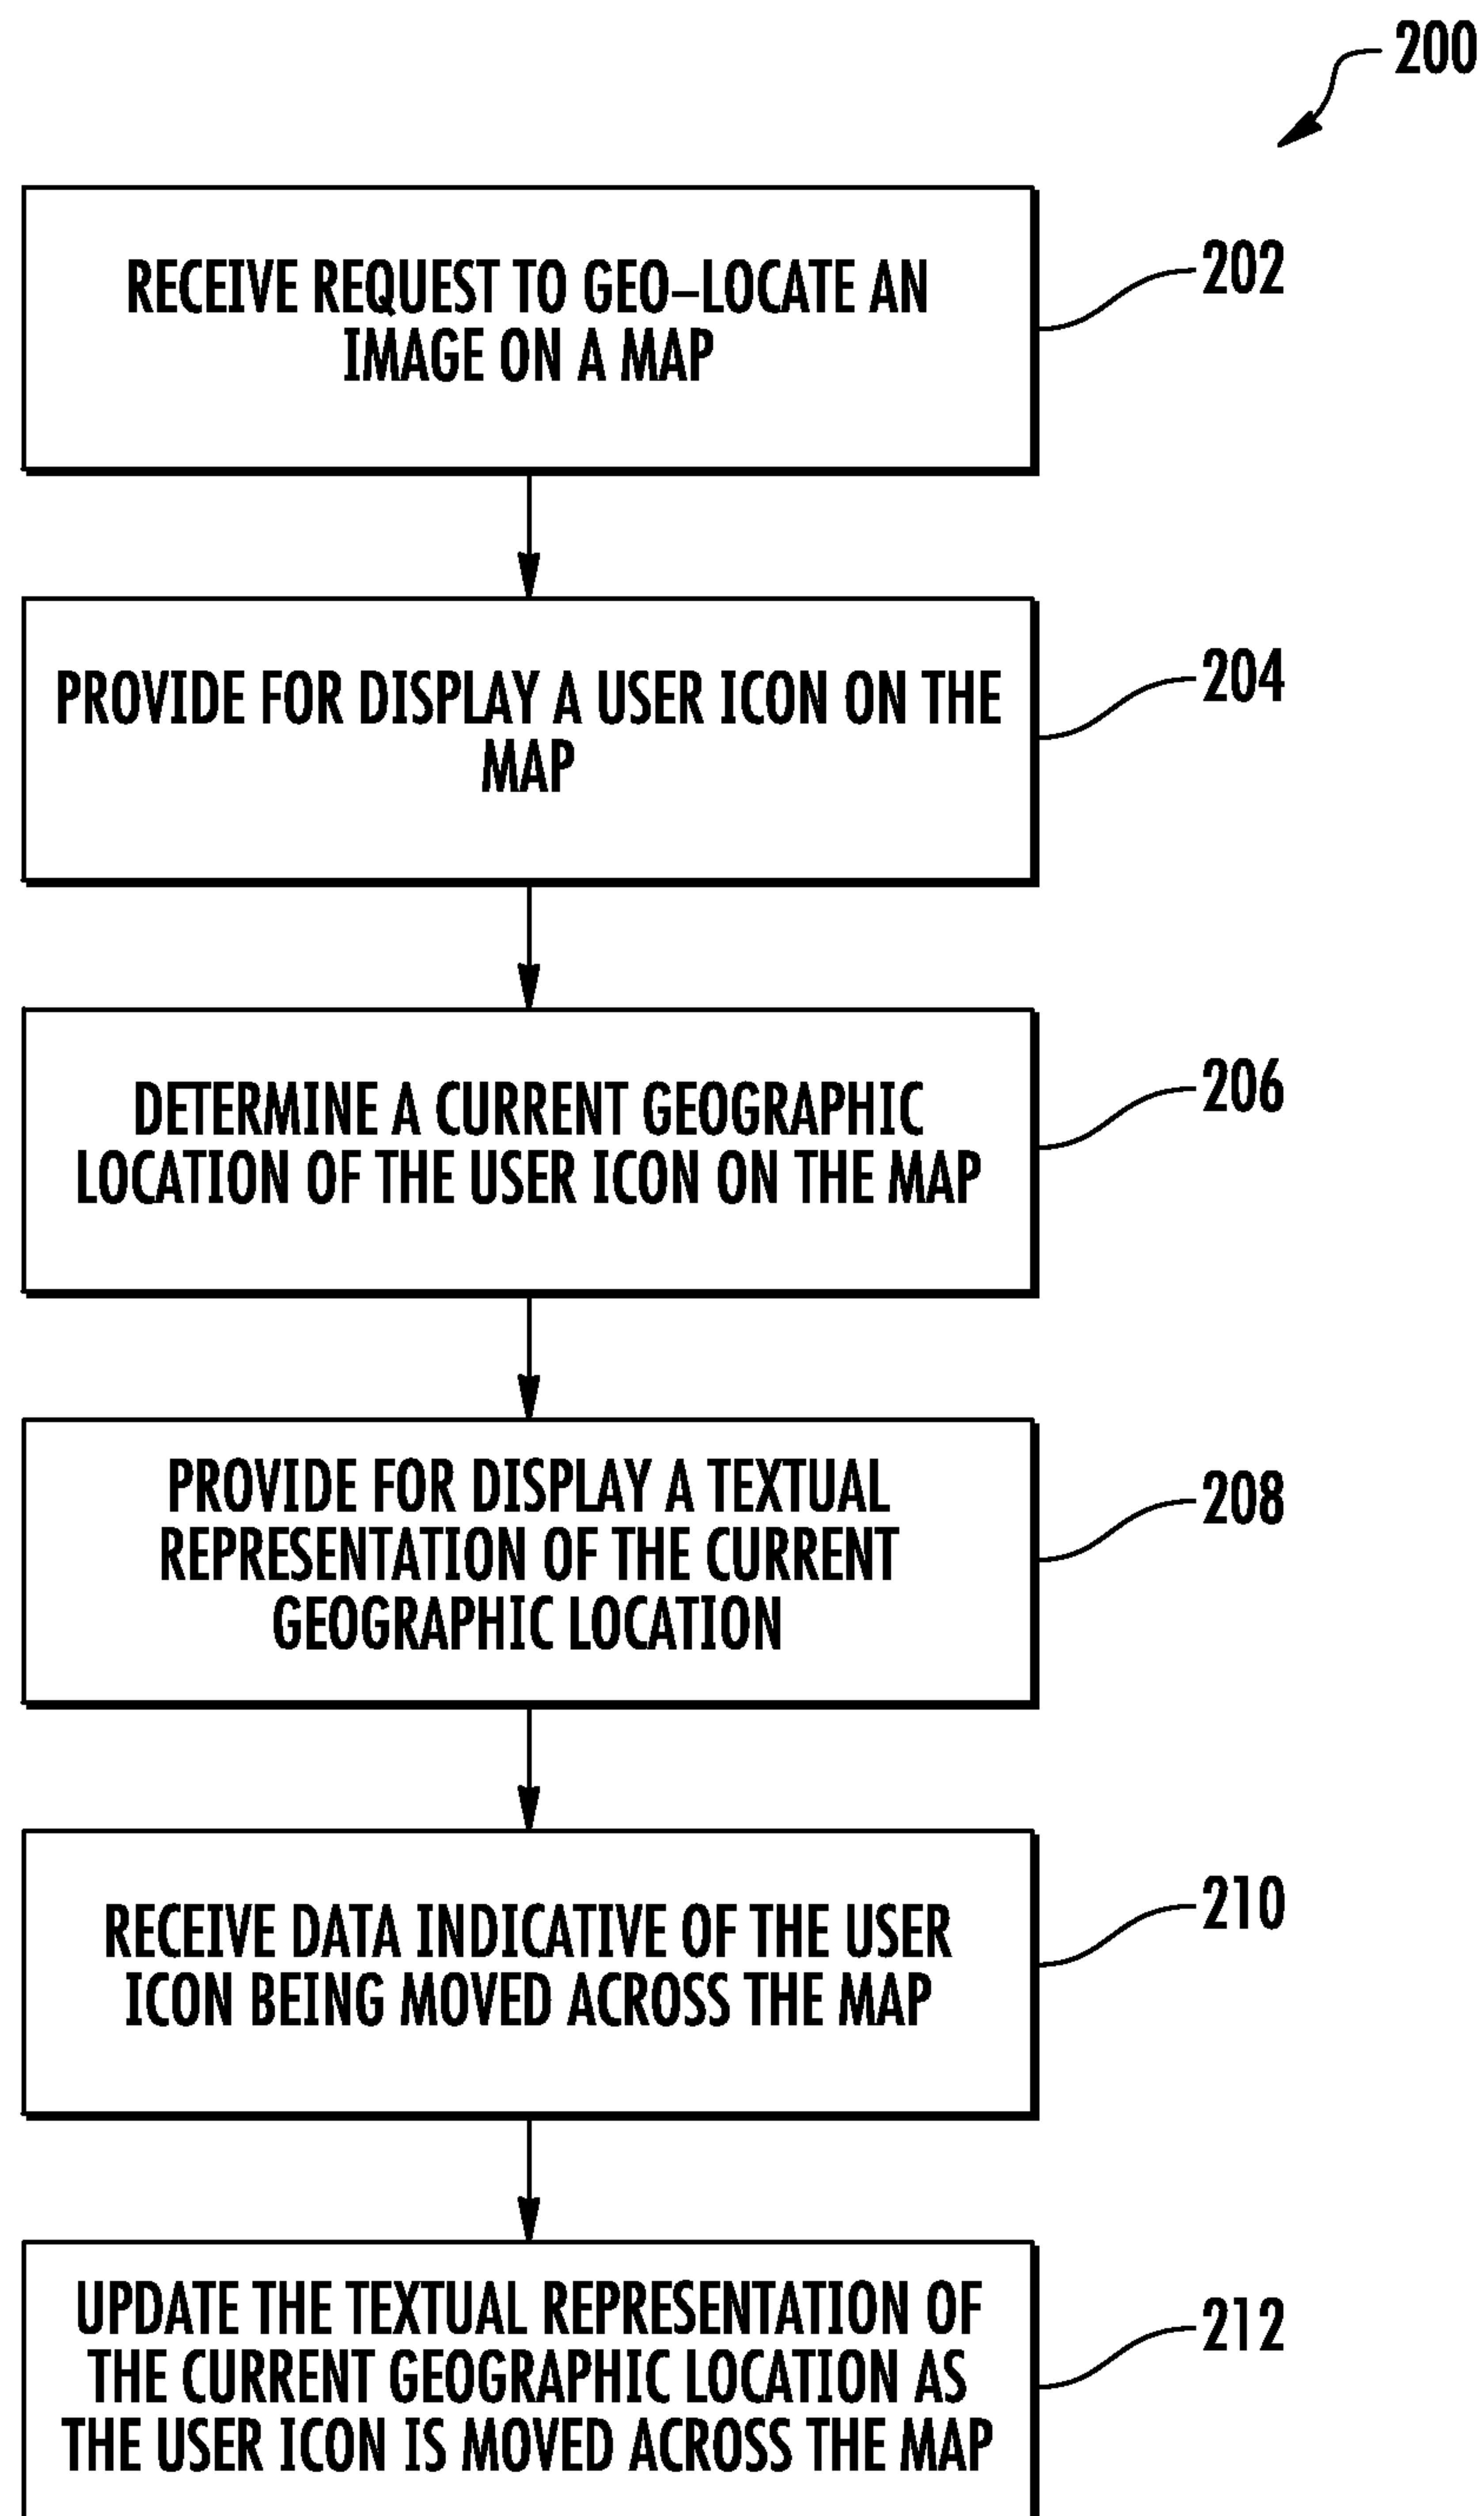 200
RECEIVE REQUEST TO GEO–LOCATE AN
IMAGE ON A MAP
202
PROVIDE FOR DISPLAY A USER ICON ON THE
MAP
204
DETERMINE A CURRENT GEOGRAPHIC
LOCATION OF THE USER ICON ON THE MAP
206
PROVIDE FOR DISPLAY A TEXTUAL
REPRESENTATION OF THE CURRENT
GEOGRAPHIC LOCATION
208
RECEIVE DATA INDICATIVE OF THE USER
ICON BEING MOVED ACROSS THE MAP
210
UPDATE THE TEXTUAL REPRESENTATION OF
THE CURRENT GEOGRAPHIC LOCATION AS
THE USER ICON IS MOVED ACROSS THE MAP
212